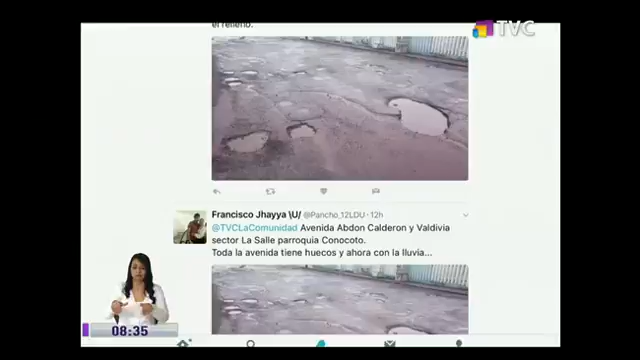 el relleno.
TVC
Francisco Jhayya \U/ @Pancho_12LDU · 12h
@TVCLaComunidad Avenida Abdon Calderon y Valdivia
sector La Salle parroquia Conocoto.
Toda la avenida tiene huecos y ahora con la lluvia...
08:35